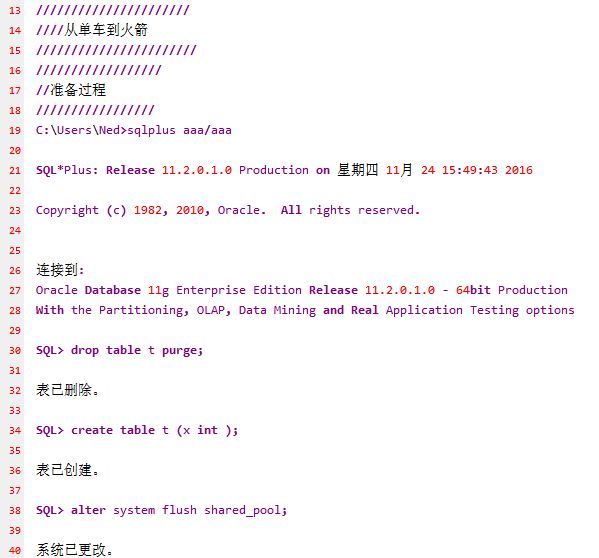 13 //////////////////////
14 ////从单车到火箭
15 ///////////////////////
16 //////////////////
17 //准备过程
18 /////////////////
19 C:\Users\Ned>sqlplus aaa/aaa
20
21 SQL*Plus: Release 11.2.0.1.0 Production on 星期四 11月 24 15:49:43 2016
22
23 Copyright (c) 1982, 2010, Oracle.  All rights reserved.
24
25
26 连接到:
27 Oracle Database 11g Enterprise Edition Release 11.2.0.1.0 - 64bit Production
28 With the Partitioning, OLAP, Data Mining and Real Application Testing options
29
30 SQL> drop table t purge;
31
32 表已删除。
33
34 SQL> create table t (x int );
35
36 表已创建。
37
38 SQL> alter system flush shared_pool;
39
40 系统已更改。